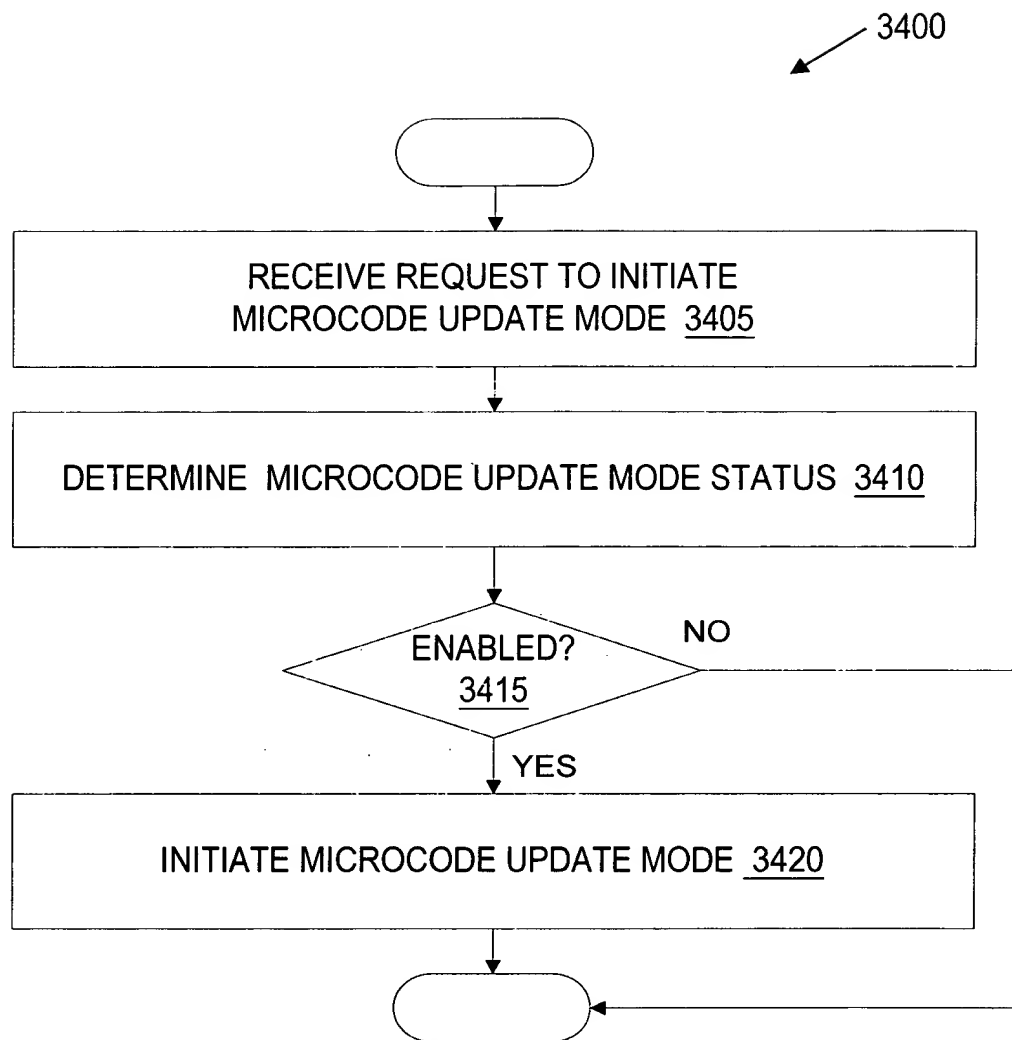 3400
RECEIVE REQUEST TO INITIATE
MICROCODE UPDATE MODE 3405
DETERMINE MICROCODE UPDATE MODE STATUS 3410
ENABLED?
3415
NO
YES
INITIATE MICROCODE UPDATE MODE 3420